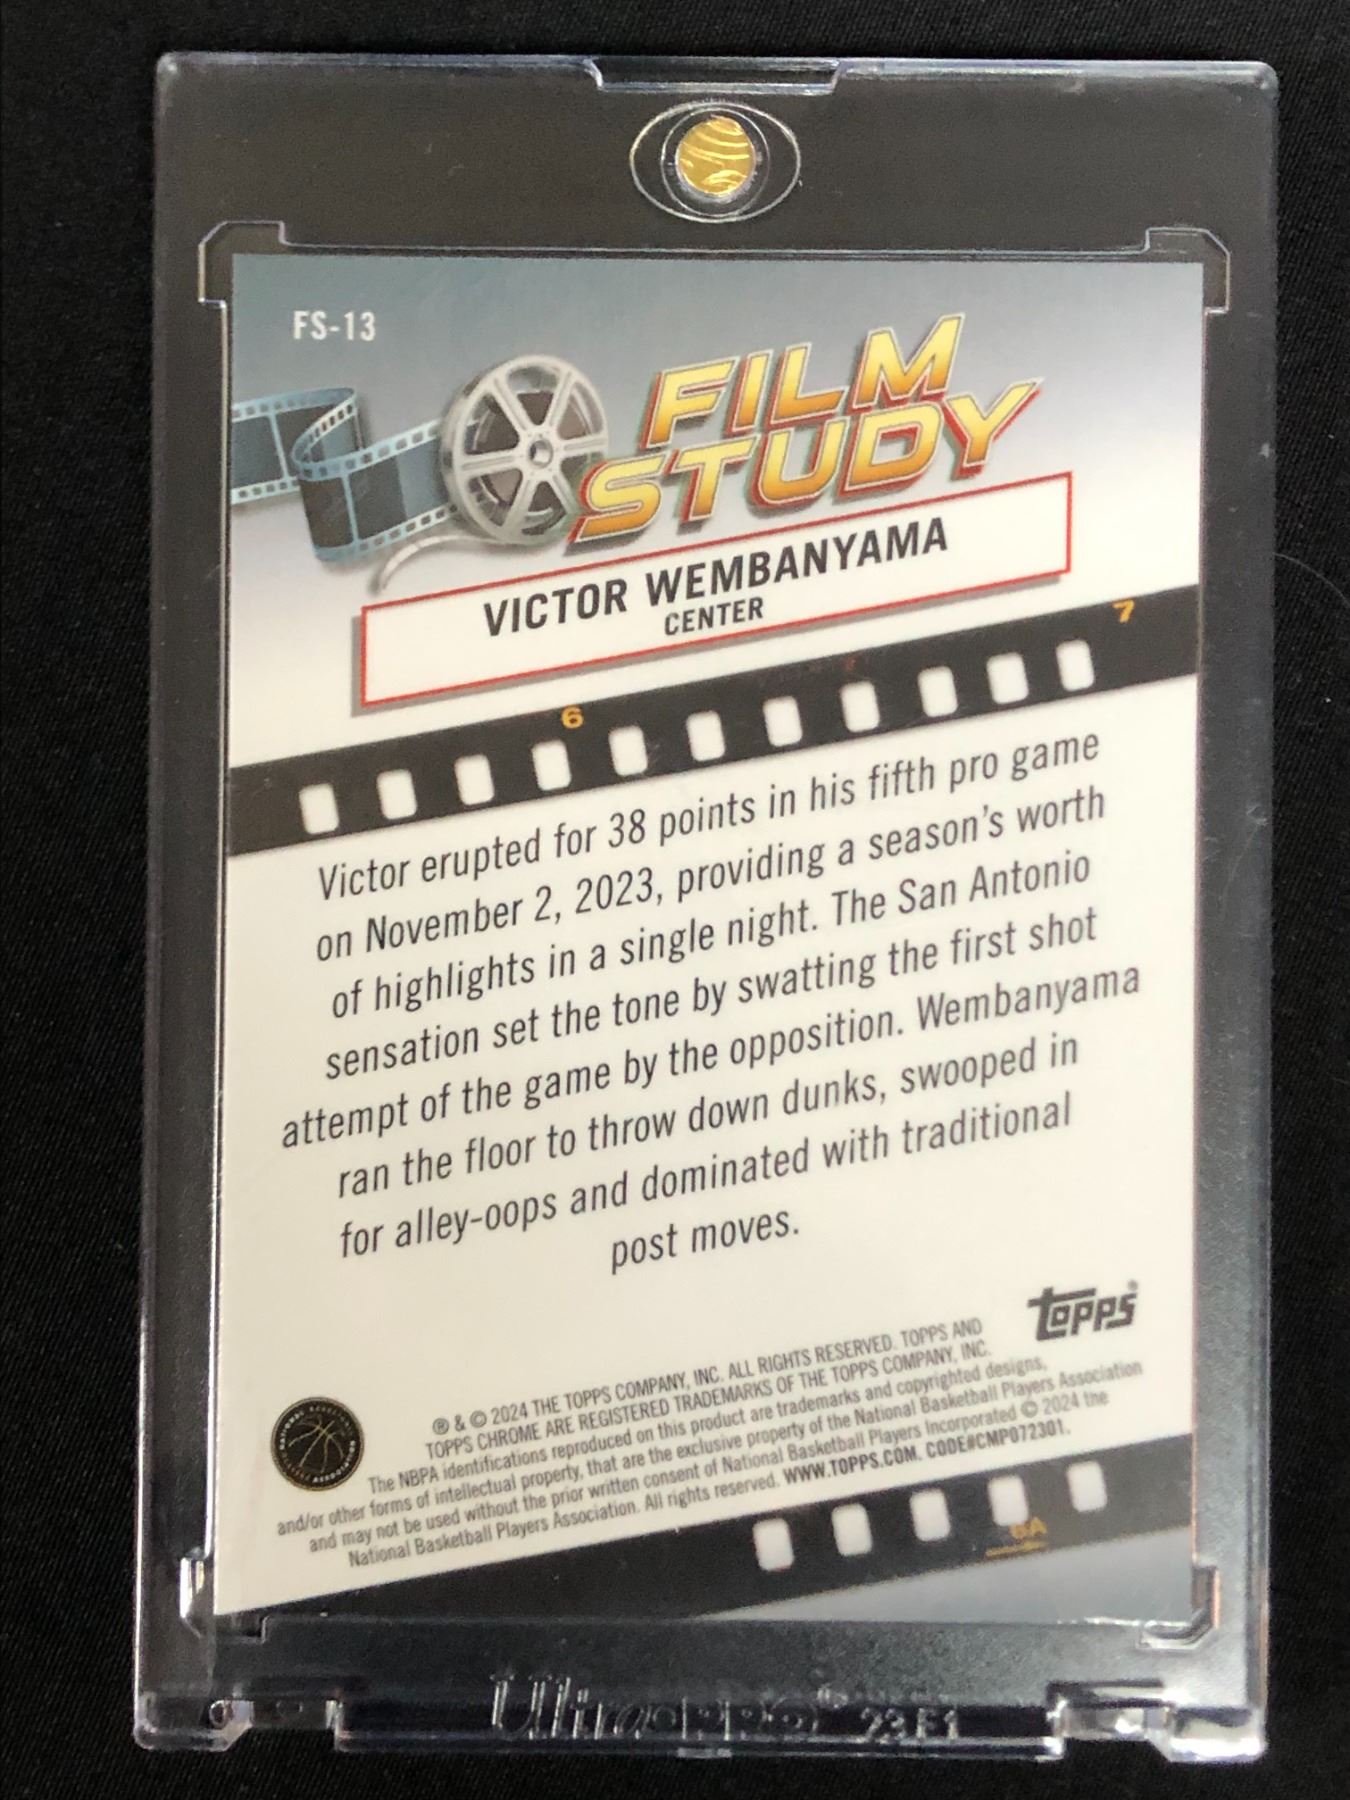 FS-13
FILM
STUDY
VICTOR WEMBANYAMA
CENTER
7
6
Victor erupted for 38 points in his fifth pro game
on November 2, 2023, providing a season's worth
of highlights in a single night. The San Antonio
sensation set the tone by swatting the first shot
attempt of the game by the opposition. Wembanyama
ran the floor to throw down dunks, swooped in
for alley-oops and dominated with traditional
post moves.
Topps®
® & © 2024 THE TOPPS COMPANY, INC. ALL RIGHTS RESERVED. TOPPS AND
TOPPS CHROME ARE REGISTERED TRADEMARKS OF THE TOPPS COMPANY, INC.
The NBPA identifications reproduced on this product are trademarks and copyrighted designs,
and/or other forms of intellectual property, that are the exclusive property of the National Basketball Players Association
and may not be used without the prior written consent of National Basketball Players Incorporated © 2024 the
National Basketball Players Association. All rights reserved. WWW.TOPPS.COM. CODE#CMP072301.
6A
UltraPRO